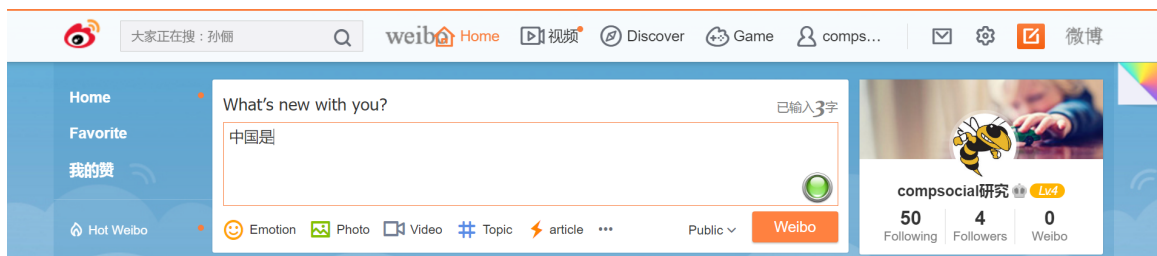 大家正在搜：孙俪
weibo Home 视频 Discover Game comps... 微博
Home
Favorite
我的赞
Hot Weibo
What's new with you?
已输入3字
中国是
Emotion Photo Video Topic article ••• Public Weibo
compsocial研究 Lv4
50 4 0
Following Followers Weibo